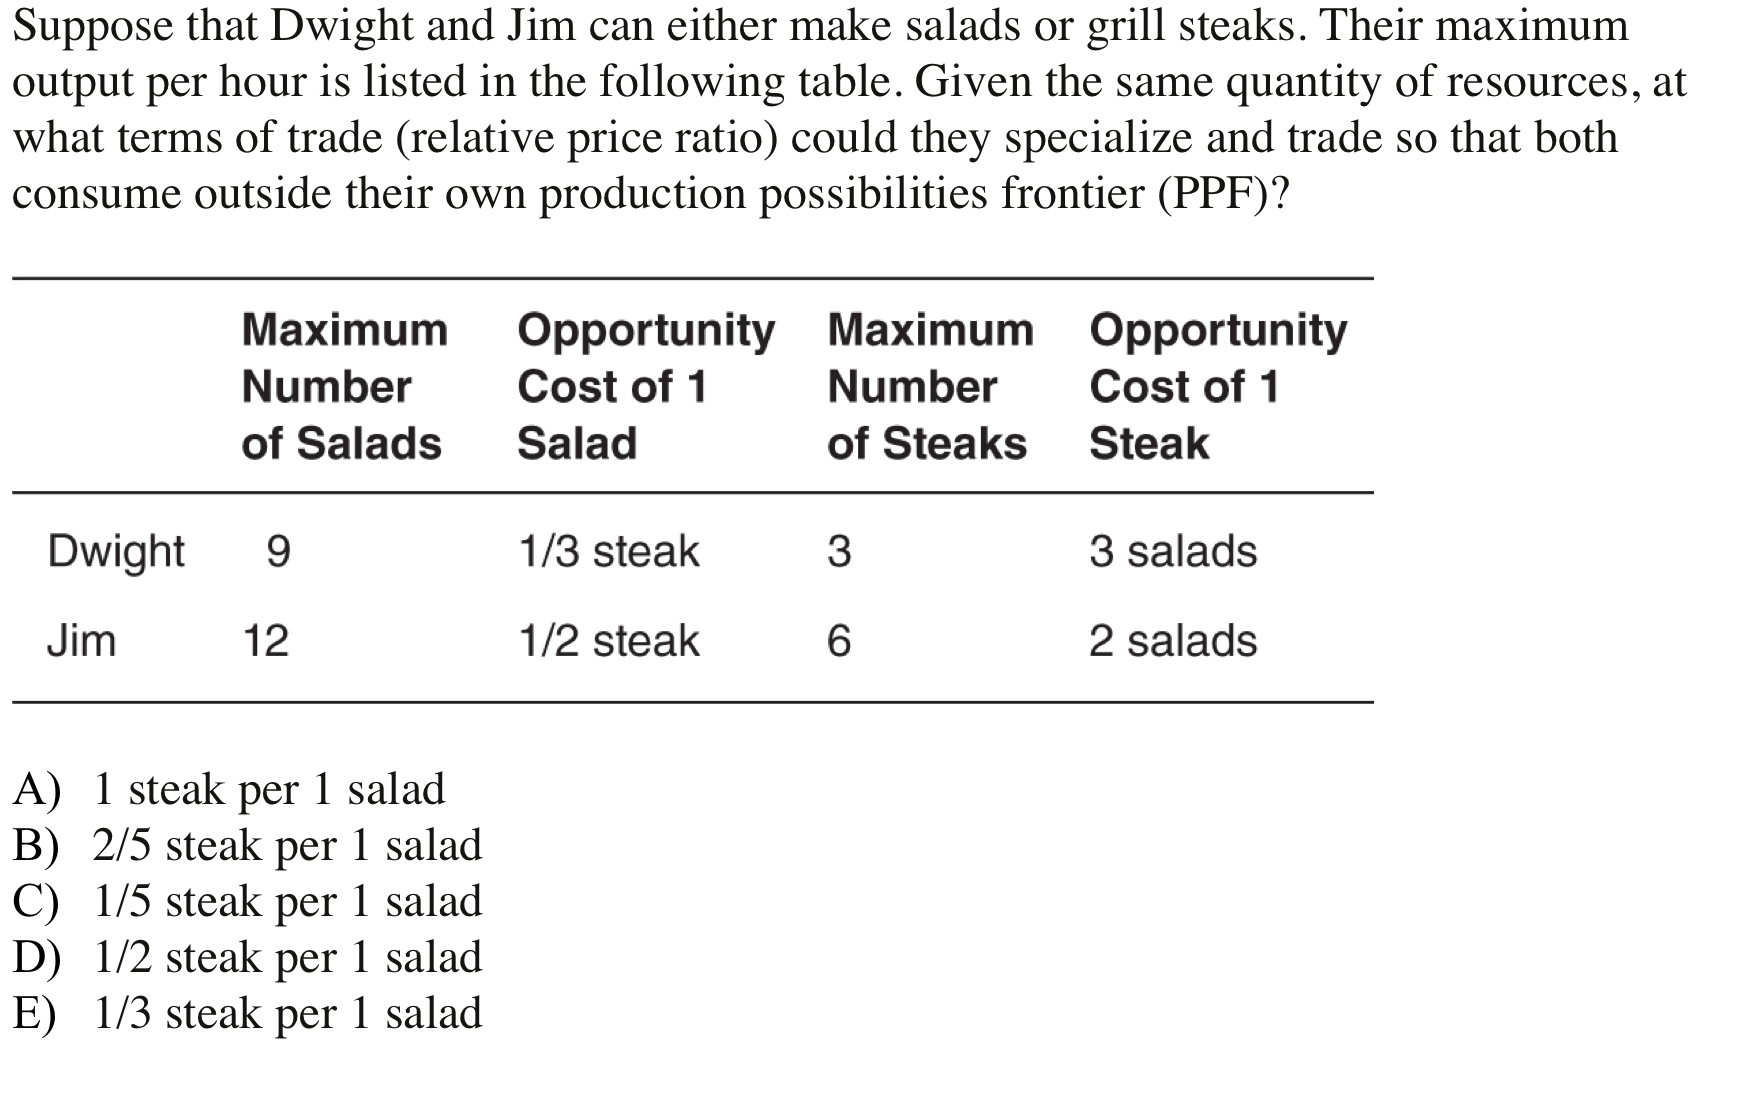 Suppose that Dwight and Jim can either make salads or grill steaks. Their maximum
output per hour is listed in the following table. Given the same quantity of resources, at
what terms of trade (relative price ratio) could they specialize and trade so that both
consume outside their own production possibilities frontier (PPF)?
Maximum Number of Salads Opportunity Cost of 1 Salad Maximum Number of Steaks Opportunity Cost of 1 Steak
Dwight 9 1/3 steak 3 3 salads
Jim 12 1/2 steak 6 2 salads
A) 1 steak per 1 salad
B) 2/5 steak per 1 salad
C) 1/5 steak per 1 salad
D) 1/2 steak per 1 salad
E) 1/3 steak per 1 salad